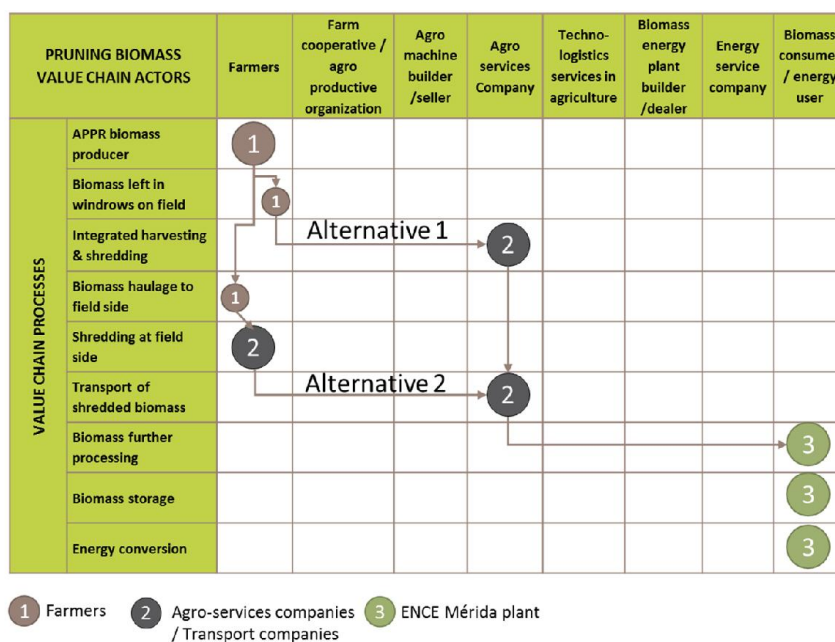 PRUNING BIOMASS
VALUE CHAIN ACTORS
Farmers
Farm
cooperative /
agro
productive
organization
Agro
machine
builder
/seller
Agro
services
Company
Techno-
logistics
services in
agriculture
Biomass
energy
plant
builder
/dealer
Energy
service
company
Biomass
consume
/ energy
user
VALUE CHAIN PROCESSES
APPR biomass
producer
1
Biomass left in
windrows on field
1
Integrated harvesting
& shredding
Alternative 1
2
Biomass haulage to
field side
1
Shredding at field
side
2
Transport of
shredded biomass
Alternative 2
2
Biomass further
processing
3
Biomass storage
3
Energy conversion
3
1 Farmers
2 Agro-services companies
/ Transport companies
3 ENCE Mérida plant